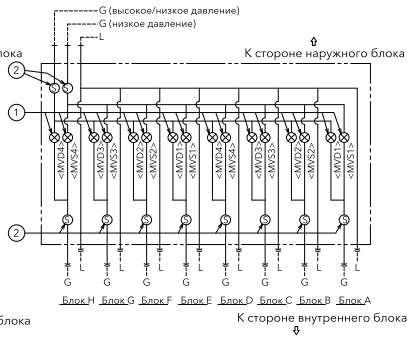 G (высокое/низкое давление)
G (низкое давление)
L
лока
К стороне наружного блока
2
S S
1
<MVD4> <MVS4> <MVD3> <MVS3> <MVD2> <MVS2> <MVD1> <MVS1> <MVD4> <MVS4> <MVD3> <MVS3> <MVD2> <MVS2> <MVD1> <MVS1>
S S S S S S S S
2
L L L L L L L L
G G G G G G G G
Блок H Блок G Блок F Блок E Блок D Блок C Блок B Блок A
блока
К стороне внутреннего блока